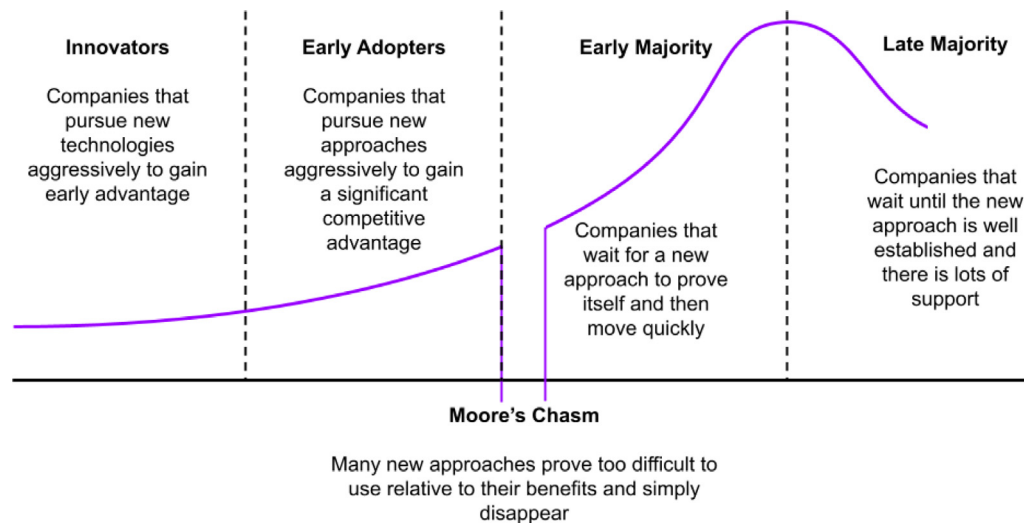 Innovators
Companies that
pursue new
technologies
aggressively to gain
early advantage
Early Adopters
Companies that
pursue new
approaches
aggressively to gain
a significant
competitive
advantage
Early Majority
Companies that
wait for a new
approach to prove
itself and then
move quickly
Late Majority
Companies that
wait until the new
approach is well
established and
there is lots of
support
Moore's Chasm
Many new approaches prove too difficult to
use relative to their benefits and simply
disappear